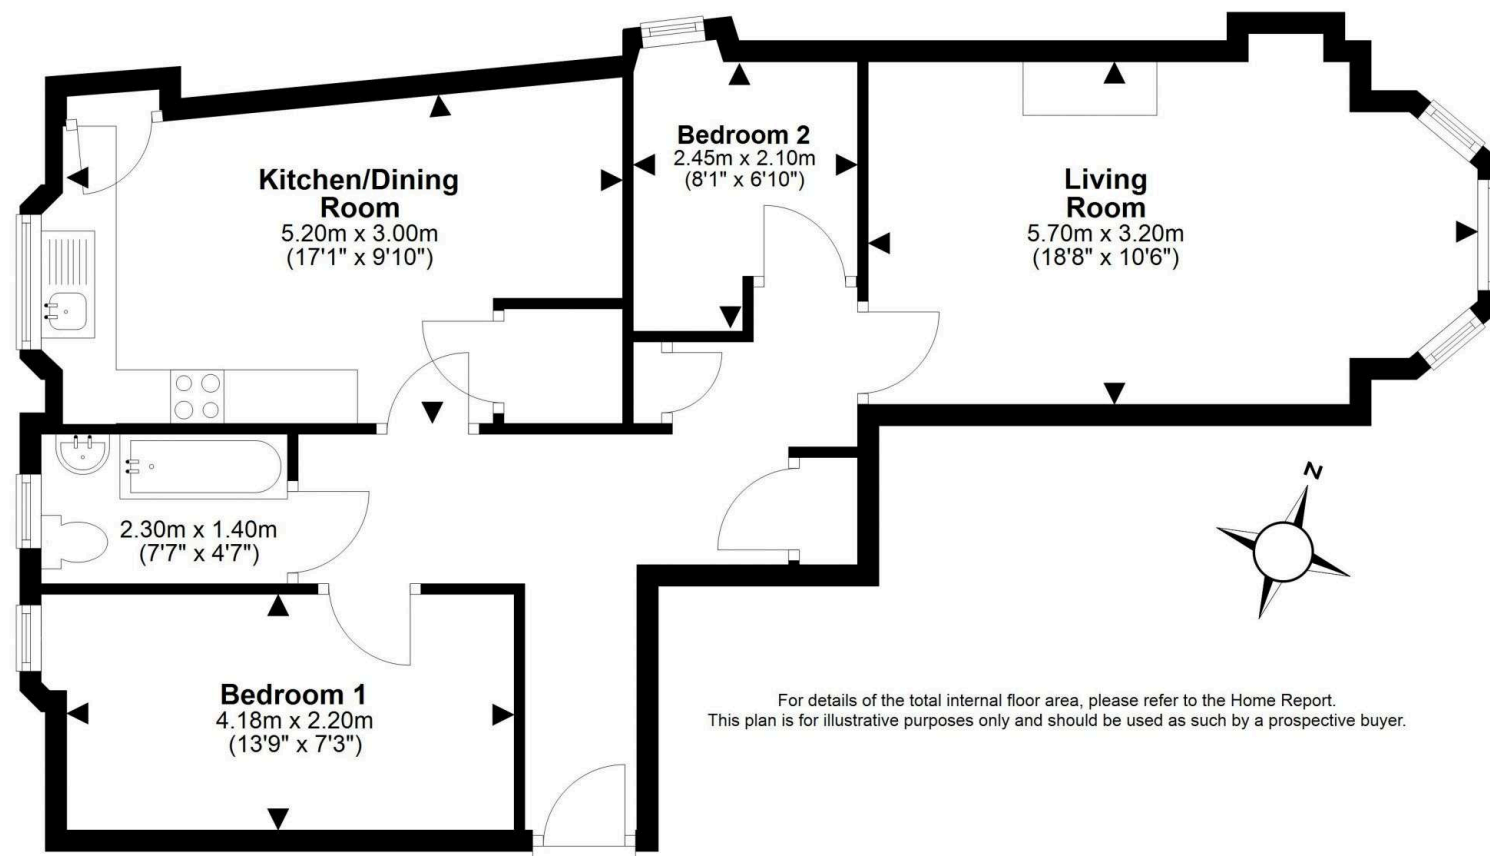 Kitchen/Dining
Room
5.20m x 3.00m
(17'1" x 9'10")
Bedroom 2
2.45m x 2.10m
(8'1" x 6'10")
Living
Room
5.70m x 3.20m
(18'8" x 10'6")
2.30m x 1.40m
(7'7" x 4'7")
N
Bedroom 1
4.18m x 2.20m
(13'9" x 7'3")
For details of the total internal floor area, please refer to the Home Report.
This plan is for illustrative purposes only and should be used as such by a prospective buyer.